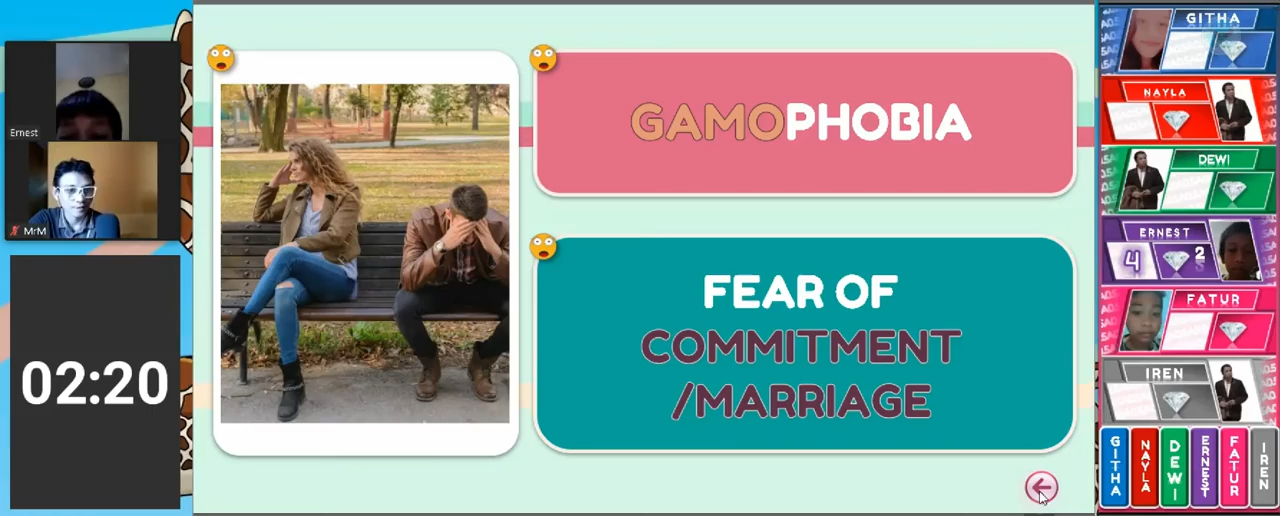 Ernest
MrM
02:20
GAMOPHOBIA
FEAR OF
COMMITMENT
/MARRIAGE
GITHA
NAYLA
DEWI
ERNEST
4
2
FATUR
IREN
GITHA
NAYLA
DEWI
ERNEST
FATUR
IREN